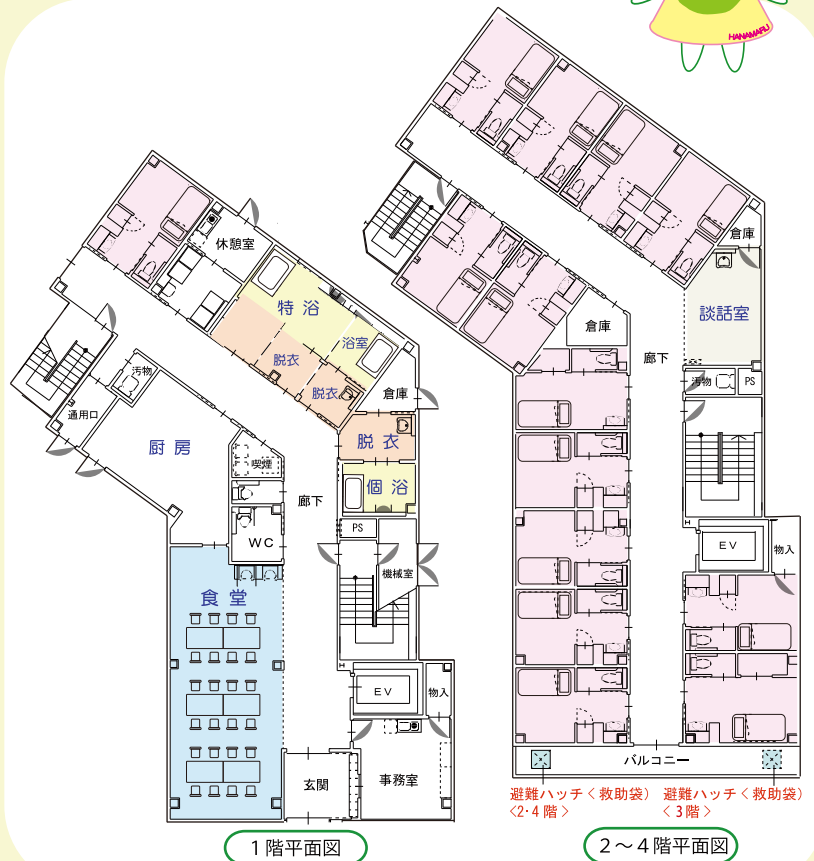 HANAMARU
休憩室
特浴
浴室
脱衣
脱衣
倉庫
脱衣
個浴
汚物
通用口
厨房
喫煙
廊下
WC
PS
機械室
食堂
EV
物入
玄関
事務室
1階平面図
倉庫
談話室
倉庫
廊下
汚物
PS
EV
物入
バルコニー
避難ハッチ<救助袋>
<2・4階>
避難ハッチ<救助袋>
<3階>
2～4階平面図